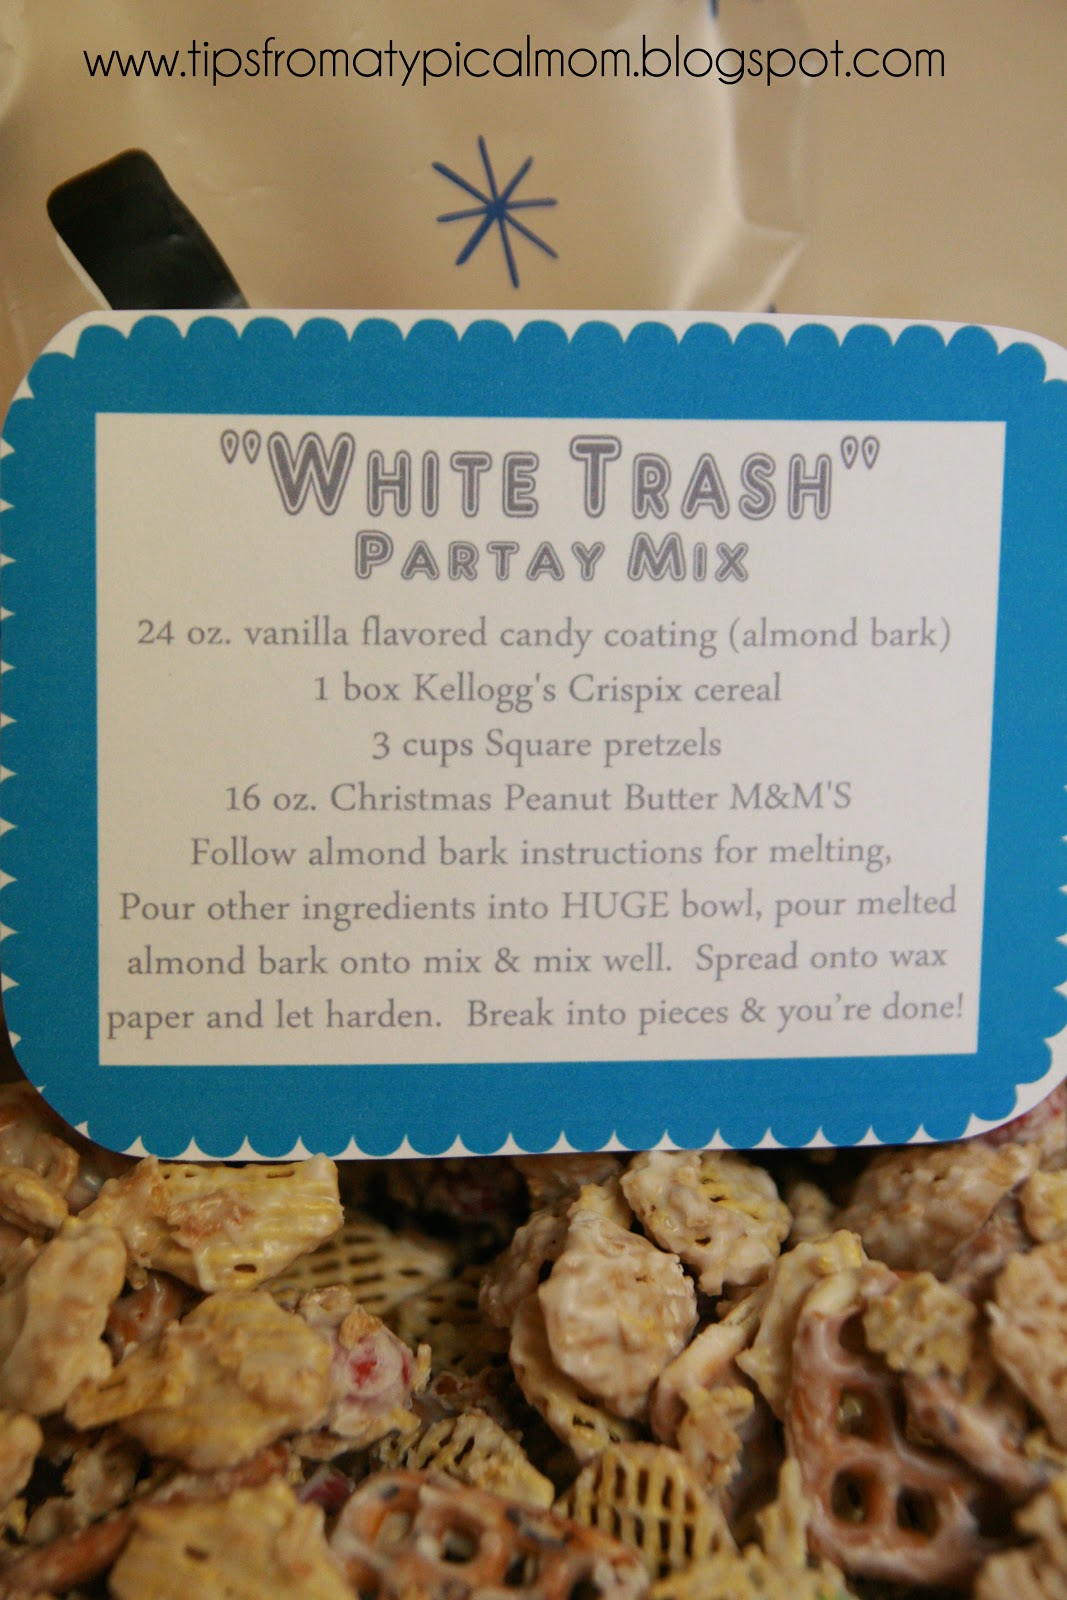 www.tipsfromatypicalmom.blogspot.com
"WHITE TRASH"
PARTAY MIX
24 oz. vanilla flavored candy coating (almond bark)
1 box Kellogg's Crispix cereal
3 cups Square pretzels
16 oz. Christmas Peanut Butter M&M'S
Follow almond bark instructions for melting,
Pour other ingredients into HUGE bowl, pour melted
almond bark onto mix & mix well.  Spread onto wax
paper and let harden.  Break into pieces & you're done!